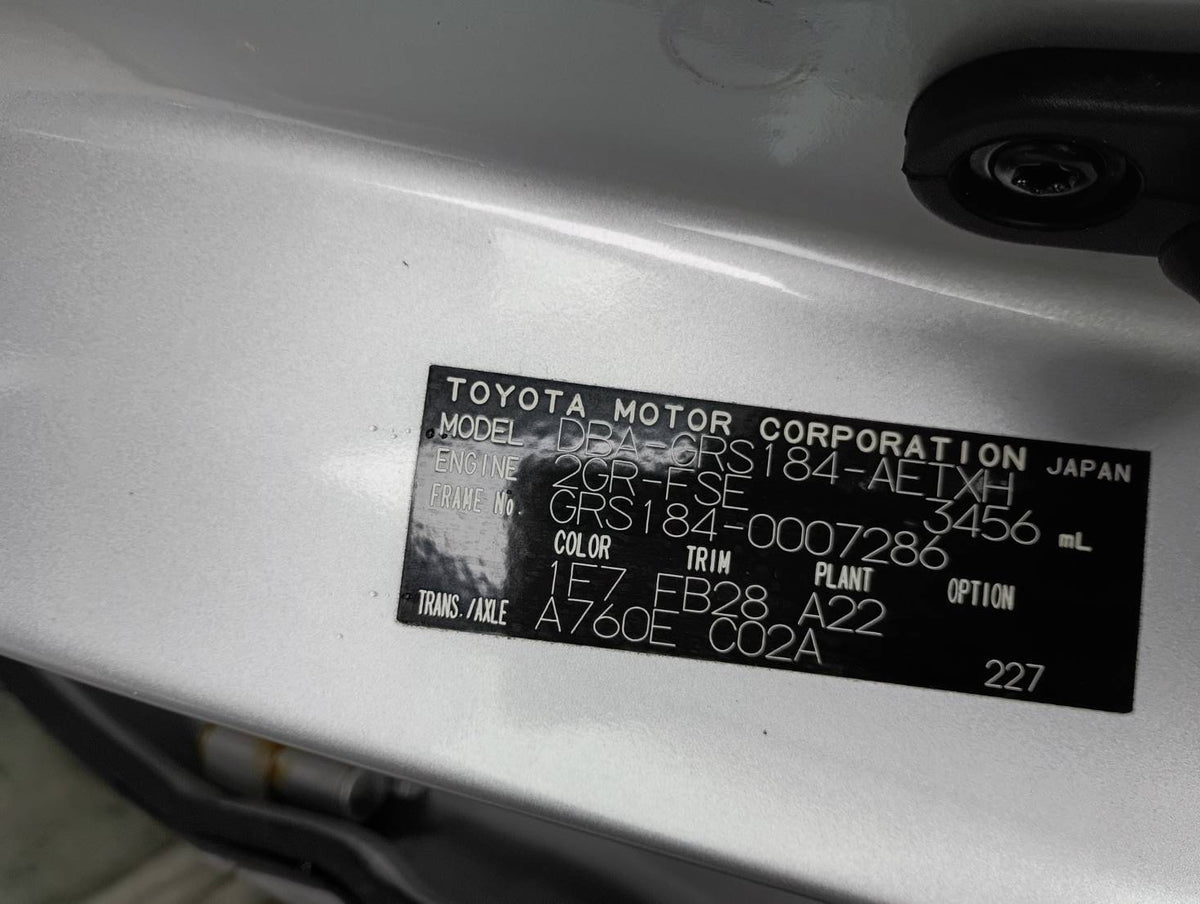 TOYOTA MOTOR CORPORATION JAPAN
MODEL DBA-GRS184-AETXH
ENGINE 2GR-FSE 3456 mL
FRAME No. GRS184-0007286
COLOR TRIM PLANT OPTION
1E7 EB28 A22
TRANS./AXLE A760E C02A
227